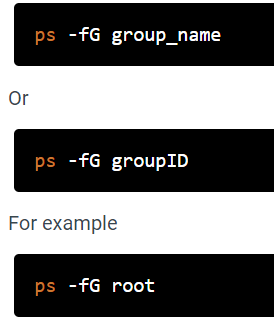 ps -fG group_name
Or
ps -fG groupID
For example
ps -fG root